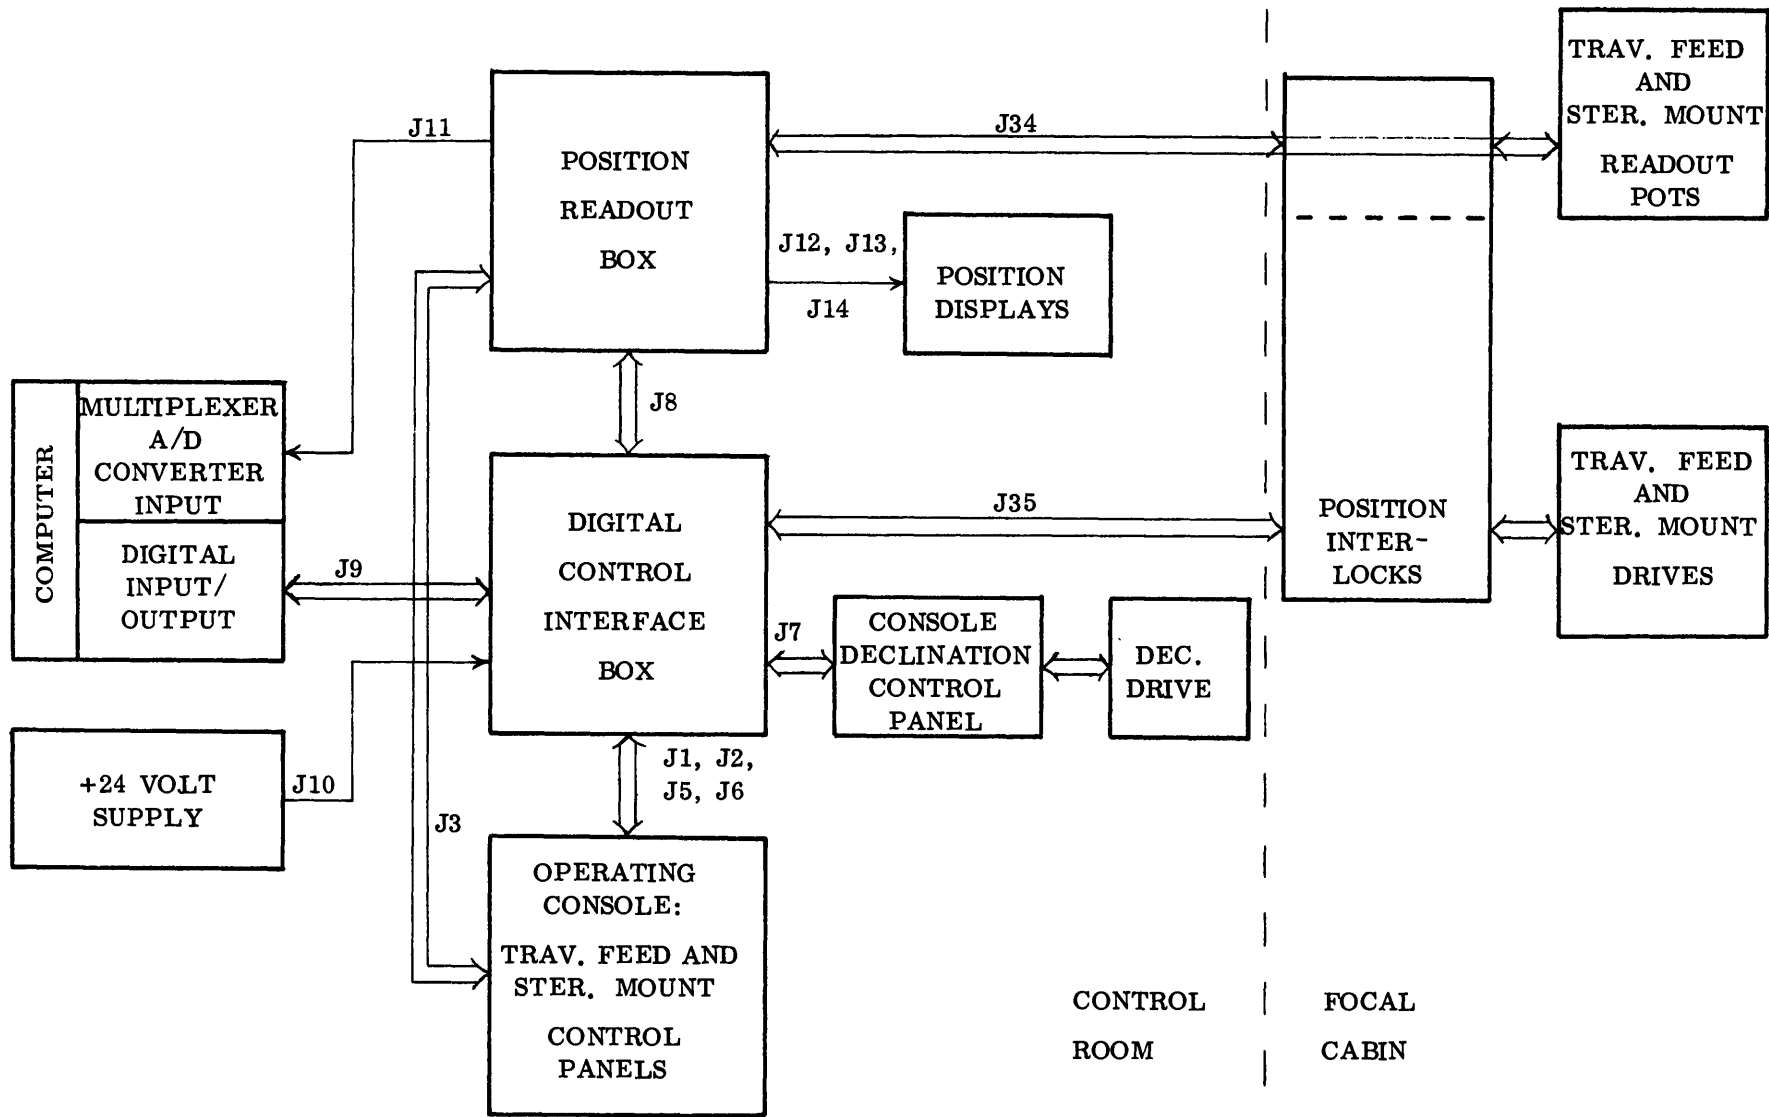 TRAV. FEED
AND
STER. MOUNT
READOUT
POTS
J11
J34
POSITION
READOUT
BOX
J12, J13,
J14
POSITION
DISPLAYS
J8
COMPUTER
MULTIPLEXER
A/D
CONVERTER
INPUT
DIGITAL
INPUT/
OUTPUT
J9
DIGITAL
CONTROL
INTERFACE
BOX
J35
POSITION
INTER-
LOCKS
TRAV. FEED
AND
STER. MOUNT
DRIVES
J7
CONSOLE
DECLINATION
CONTROL
PANEL
DEC.
DRIVE
+24 VOLT
SUPPLY
J10
J1, J2,
J5, J6
J3
OPERATING
CONSOLE:
TRAV. FEED AND
STER. MOUNT
CONTROL
PANELS
CONTROL
ROOM
FOCAL
CABIN